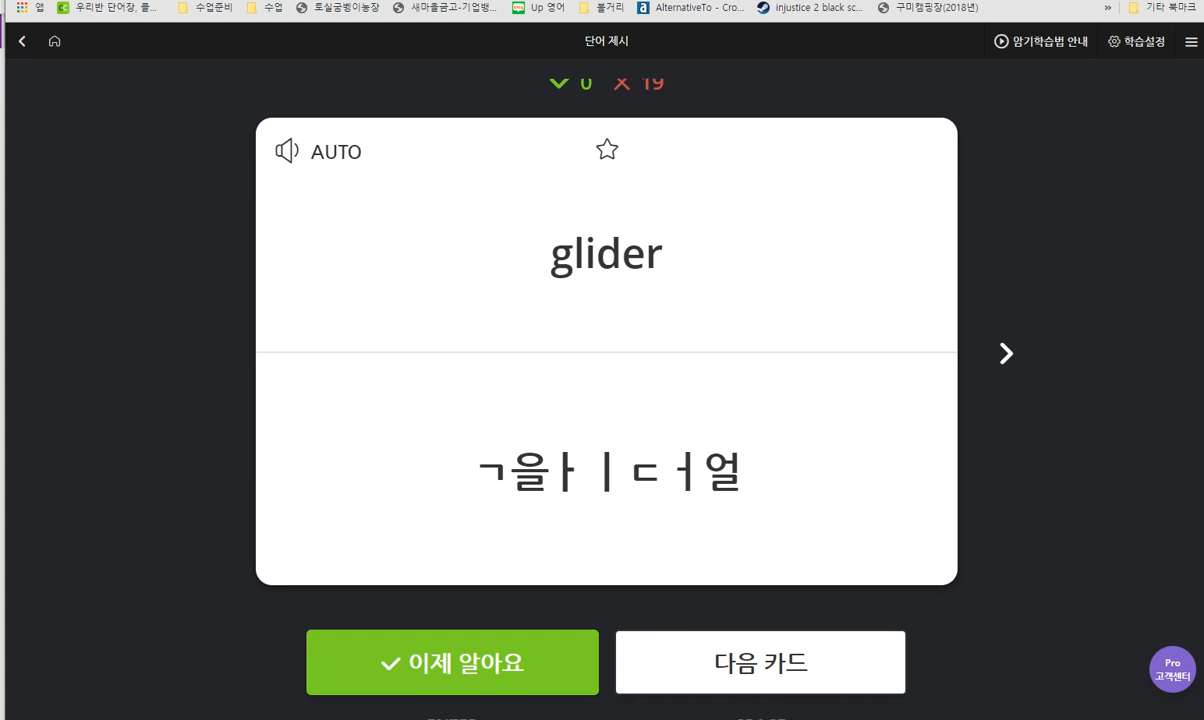 앱 우리반 단어장, 클... 수업준비 수업 토실굼벵이농장 새마을금고-기업뱅... Up 영어 볼거리 AlternativeTo - Cro... injustice 2 black sc... 구미캠핑장(2018년) » 기타 북마크
단어 제시 암기학습법 안내 학습설정
0 19
AUTO
glider
ㄱ을ㅏㅣㄷㅓ얼
이제 알아요 다음 카드
Pro
고객센터